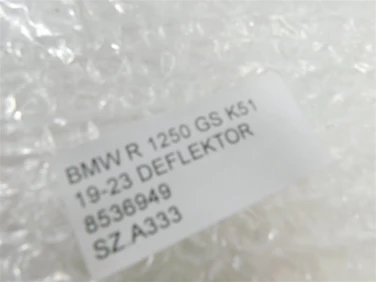 BMW R 1250 GS K51
19-23 DEFLEKTOR
8536949
SZ.A333